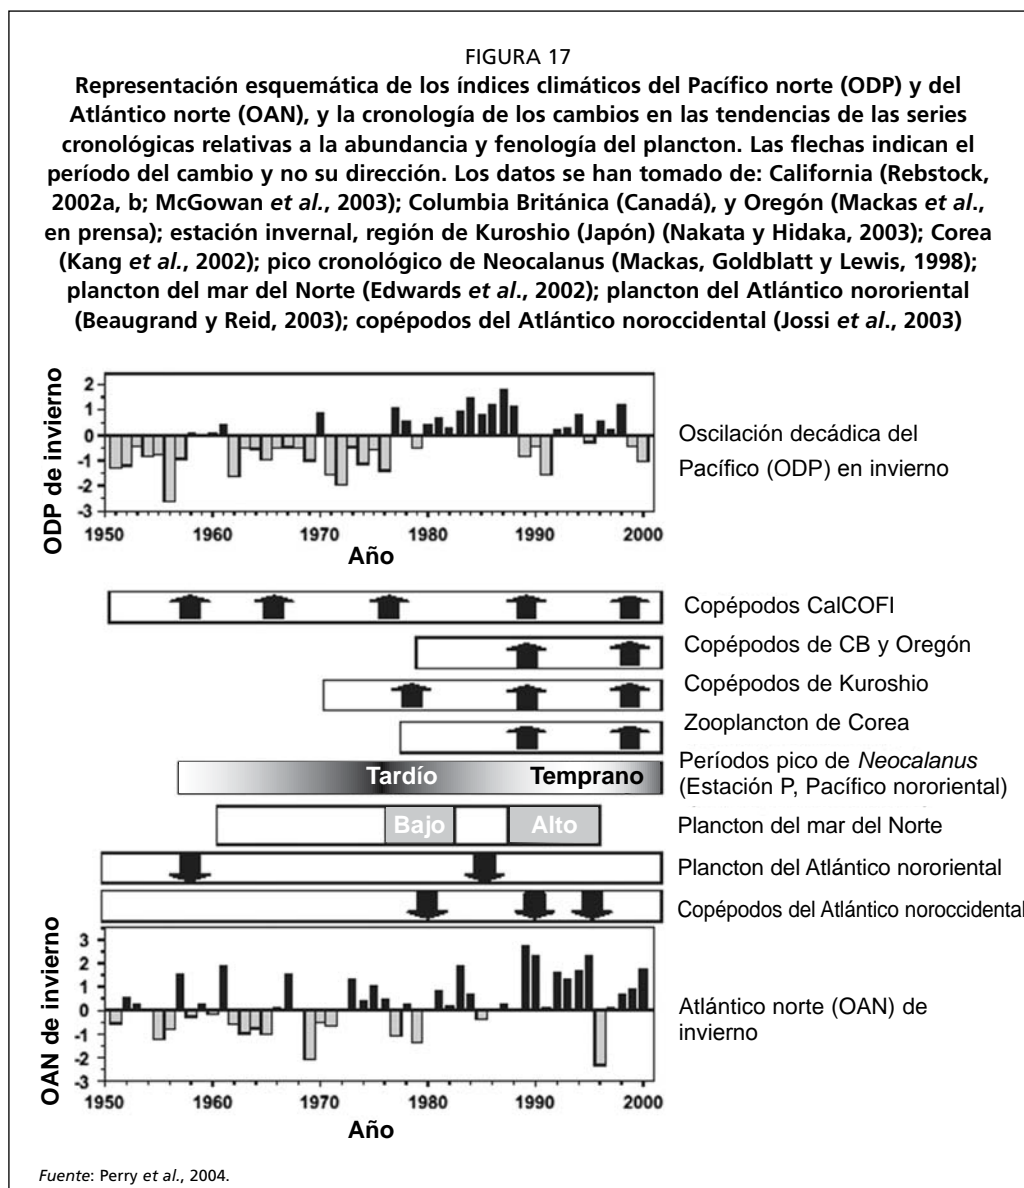 FIGURA 17
Representación esquemática de los índices climáticos del Pacífico norte (ODP) y del
Atlántico norte (OAN), y la cronología de los cambios en las tendencias de las series
cronológicas relativas a la abundancia y fenología del plancton. Las flechas indican el
período del cambio y no su dirección. Los datos se han tomado de: California (Rebstock,
2002a, b; McGowan et al., 2003); Columbia Británica (Canadá), y Oregón (Mackas et al.,
en prensa); estación invernal, región de Kuroshio (Japón) (Nakata y Hidaka, 2003); Corea
(Kang et al., 2002); pico cronológico de Neocalanus (Mackas, Goldblatt y Lewis, 1998);
plancton del mar del Norte (Edwards et al., 2002); plancton del Atlántico nororiental
(Beaugrand y Reid, 2003); copépodos del Atlántico noroccidental (Jossi et al., 2003)
ODP de invierno
2
1
0
-1
-2
-3
1950 1960 1970 1980 1990 2000
Año
Oscilación decádica del
Pacífico (ODP) en invierno
Copépodos CalCOFI
Copépodos de CB y Oregón
Copépodos de Kuroshio
Zooplancton de Corea
Tardío Temprano
Períodos pico de Neocalanus
(Estación P, Pacífico nororiental)
Bajo Alto
Plancton del mar del Norte
Plancton del Atlántico nororiental
Copépodos del Atlántico noroccidental
OAN de invierno
3
2
1
0
-1
-2
-3
1950 1960 1970 1980 1990 2000
Año
Atlántico norte (OAN) de
invierno
Fuente: Perry et al., 2004.